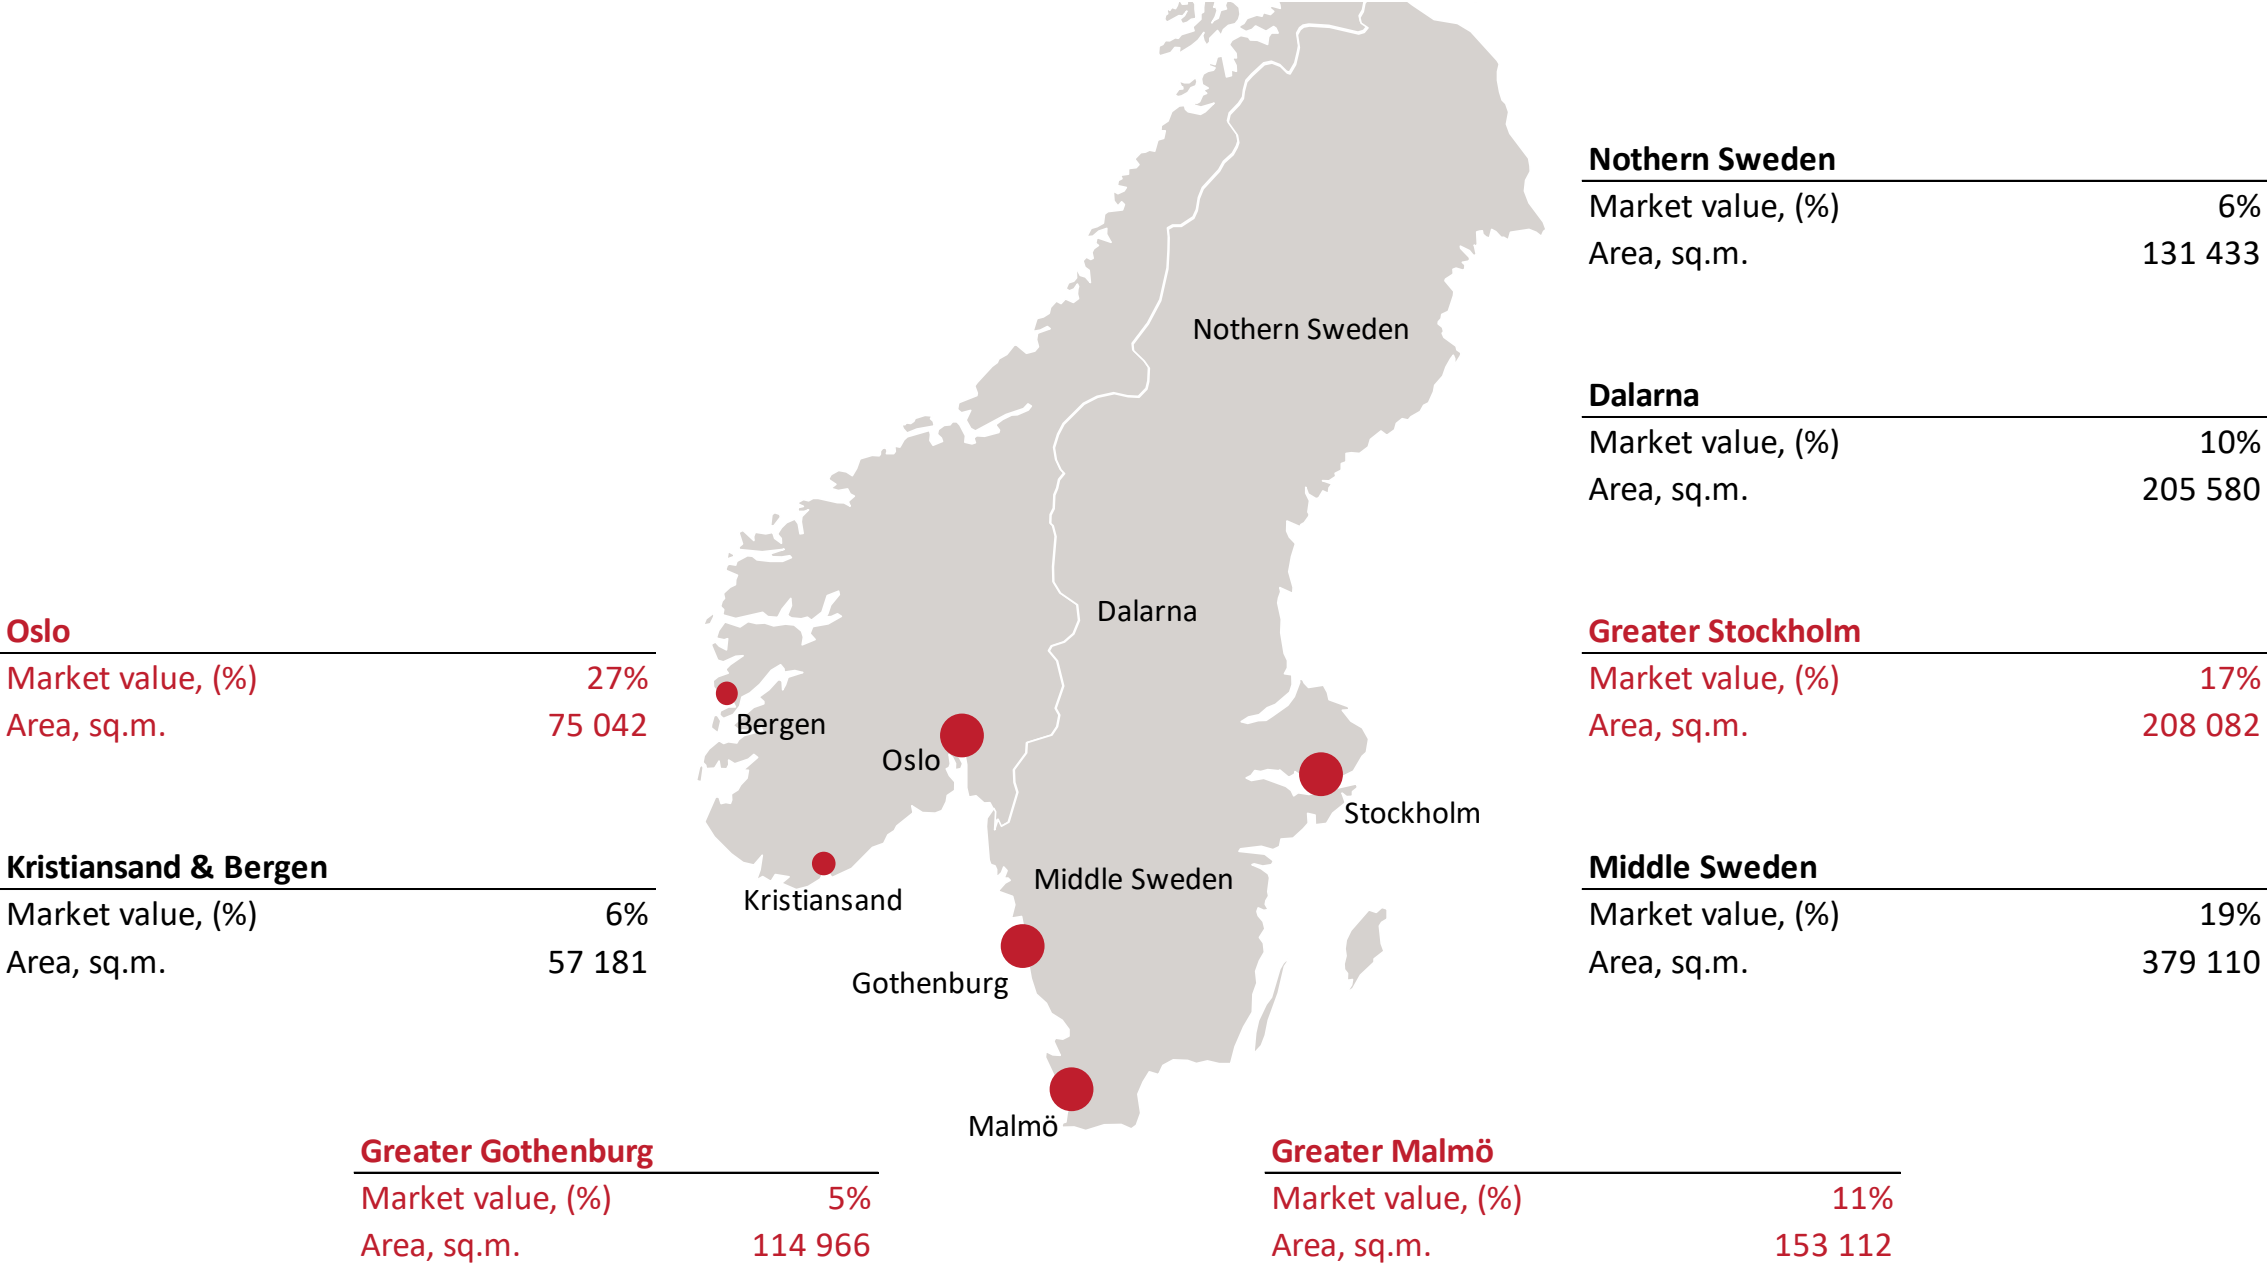 Nothern Sweden
Market value, (%) 6%
Area, sq.m. 131 433
Nothern Sweden
Dalarna
Market value, (%) 10%
Area, sq.m. 205 580
Dalarna
Oslo
Market value, (%) 27%
Area, sq.m. 75 042
Greater Stockholm
Market value, (%) 17%
Area, sq.m. 208 082
Bergen
Oslo
Stockholm
Kristiansand & Bergen
Market value, (%) 6%
Area, sq.m. 57 181
Kristiansand
Middle Sweden
Middle Sweden
Market value, (%) 19%
Area, sq.m. 379 110
Gothenburg
Malmö
Greater Gothenburg
Market value, (%) 5%
Area, sq.m. 114 966
Greater Malmö
Market value, (%) 11%
Area, sq.m. 153 112